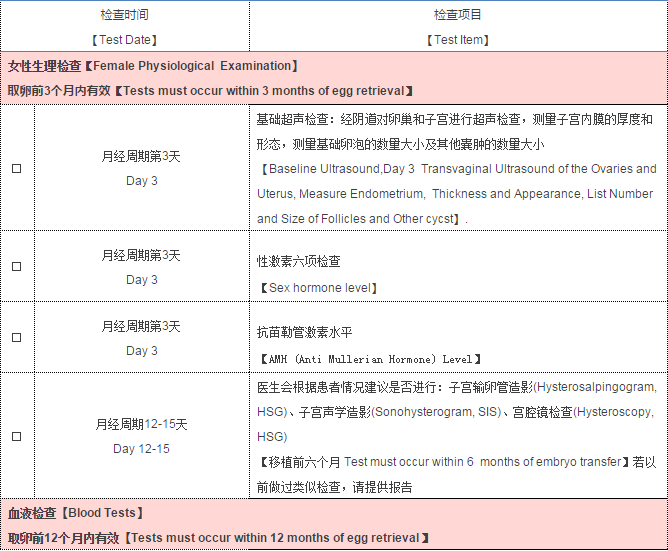 检查时间
【Test Date】
检查项目
【Test Item】
女性生理检查【Female Physiological Examination】
取卵前3个月内有效【Tests must occur within 3 months of egg retrieval】
月经周期第3天
Day 3
基础超声检查：经阴道对卵巢和子宫进行超声检查，测量子宫内膜的厚度和
形态，测量基础卵泡的数量大小及其他囊肿的数量大小
【Baseline Ultrasound,Day 3 Transvaginal Ultrasound of the Ovaries and
Uterus, Measure Endometrium, Thickness and Appearance, List Number
and Size of Follicles and Other cycst】.
月经周期第3天
Day 3
性激素六项检查
【Sex hormone level】
月经周期第3天
Day 3
抗苗勒管激素水平
【AMH (Anti Mullerian Hormone) Level】
月经周期12-15天
Day 12-15
医生会根据患者情况建议是否进行：子宫输卵管造影(Hysterosalpingogram,
HSG)、子宫声学造影(Sonohysterogram, SIS)、宫腔镜检查(Hysteroscopy,
HSG)
【移植前六个月 Test must occur within 6 months of embryo transfer】若以
前做过类似检查，请提供报告
血液检查【Blood Tests】
取卵前12个月内有效【Tests must occur within 12 months of egg retrieval】